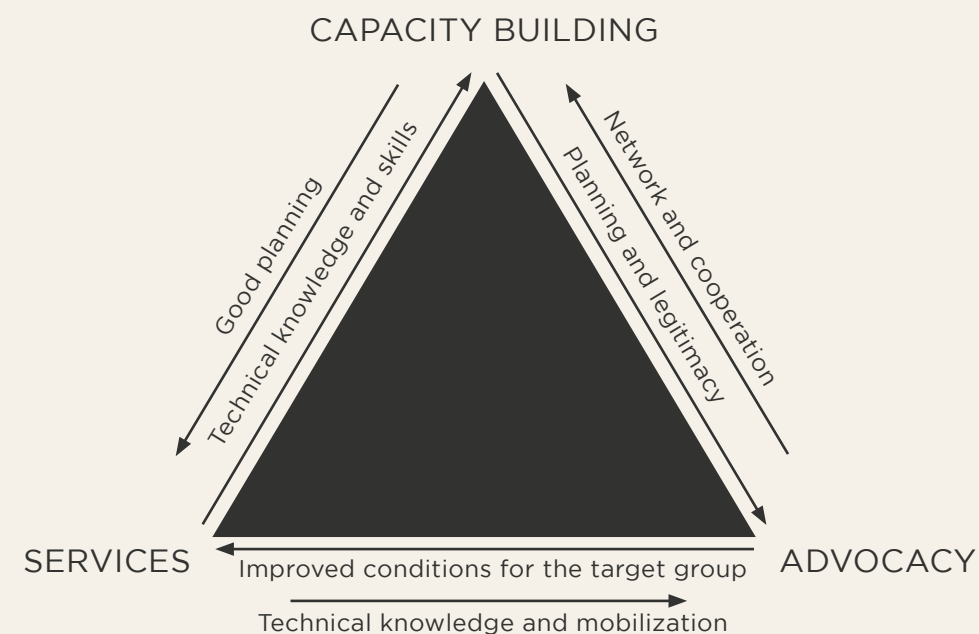 CAPACITY BUILDING
Good planning
Technical knowledge and skills
Planning and legitimacy
Network and cooperation
SERVICES
ADVOCACY
Improved conditions for the target group
Technical knowledge and mobilization